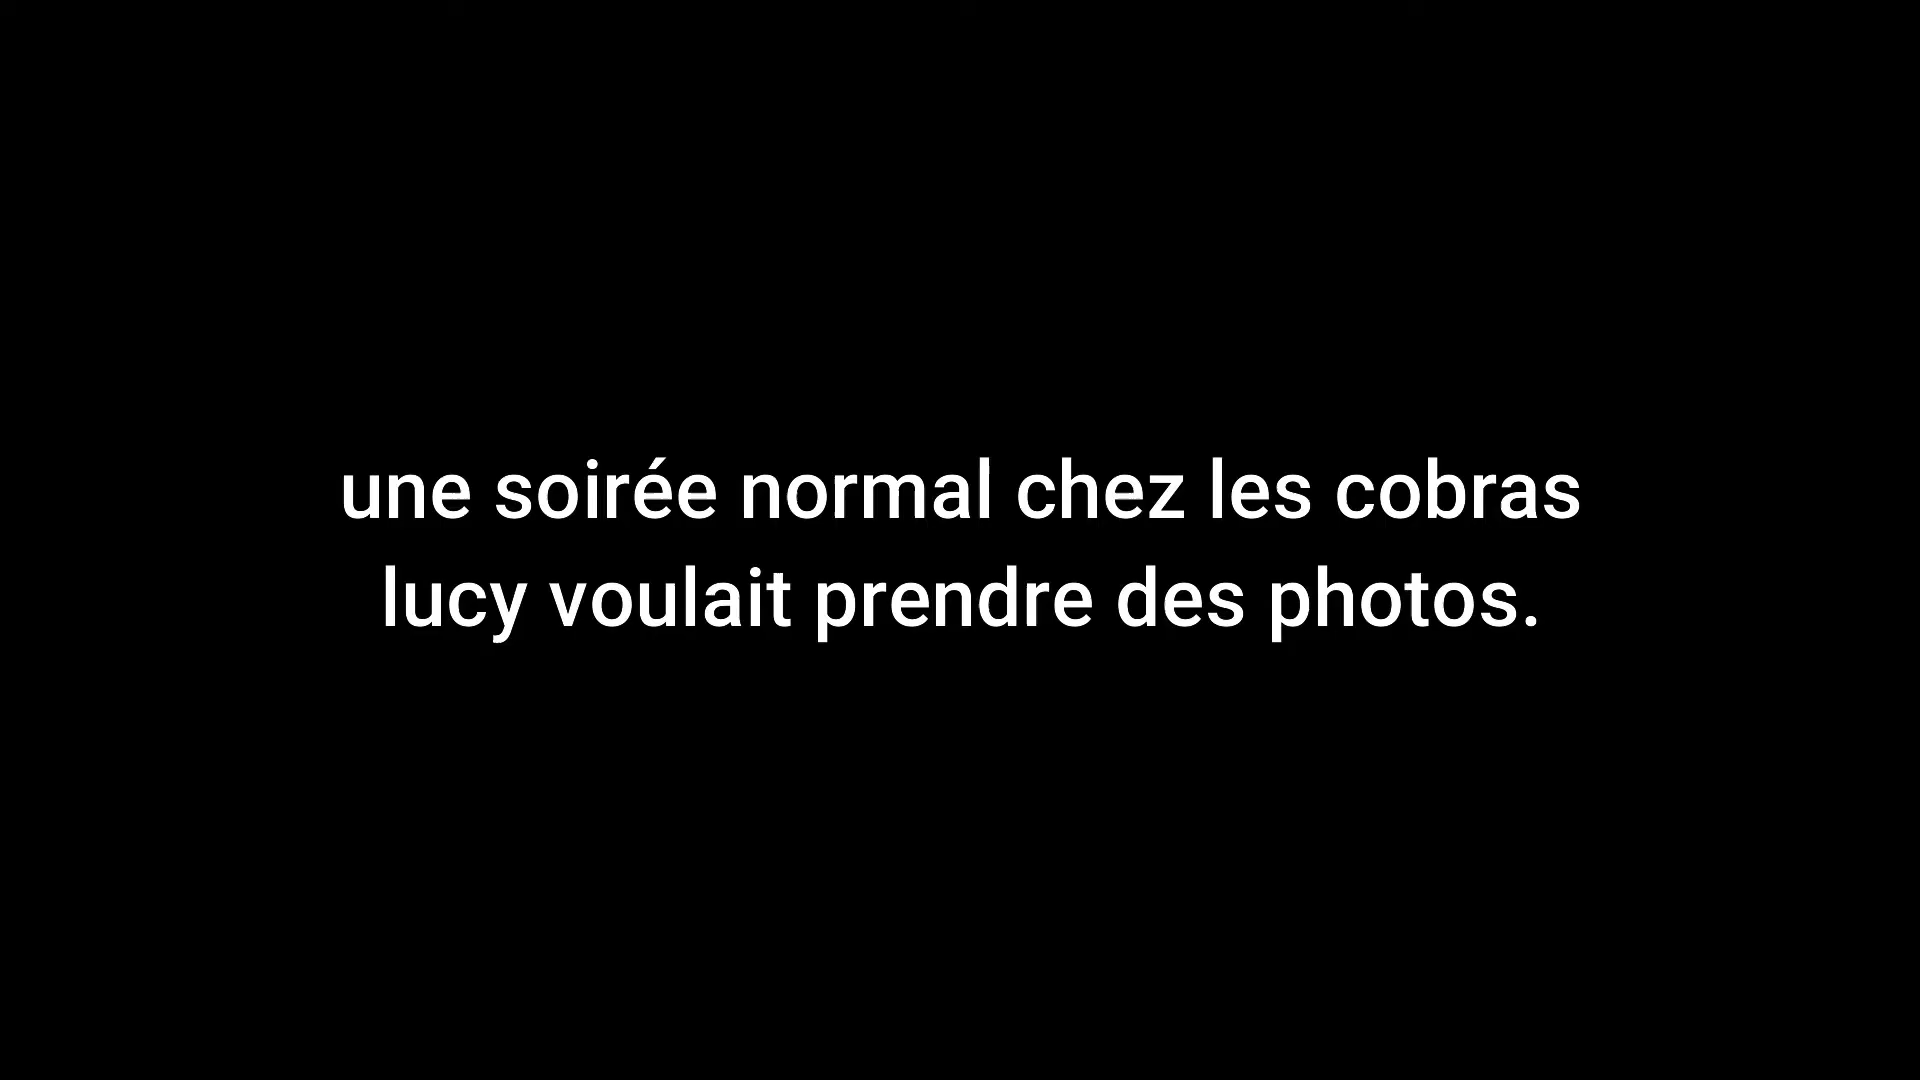 une soirée normal chez les cobras
lucy voulait prendre des photos.